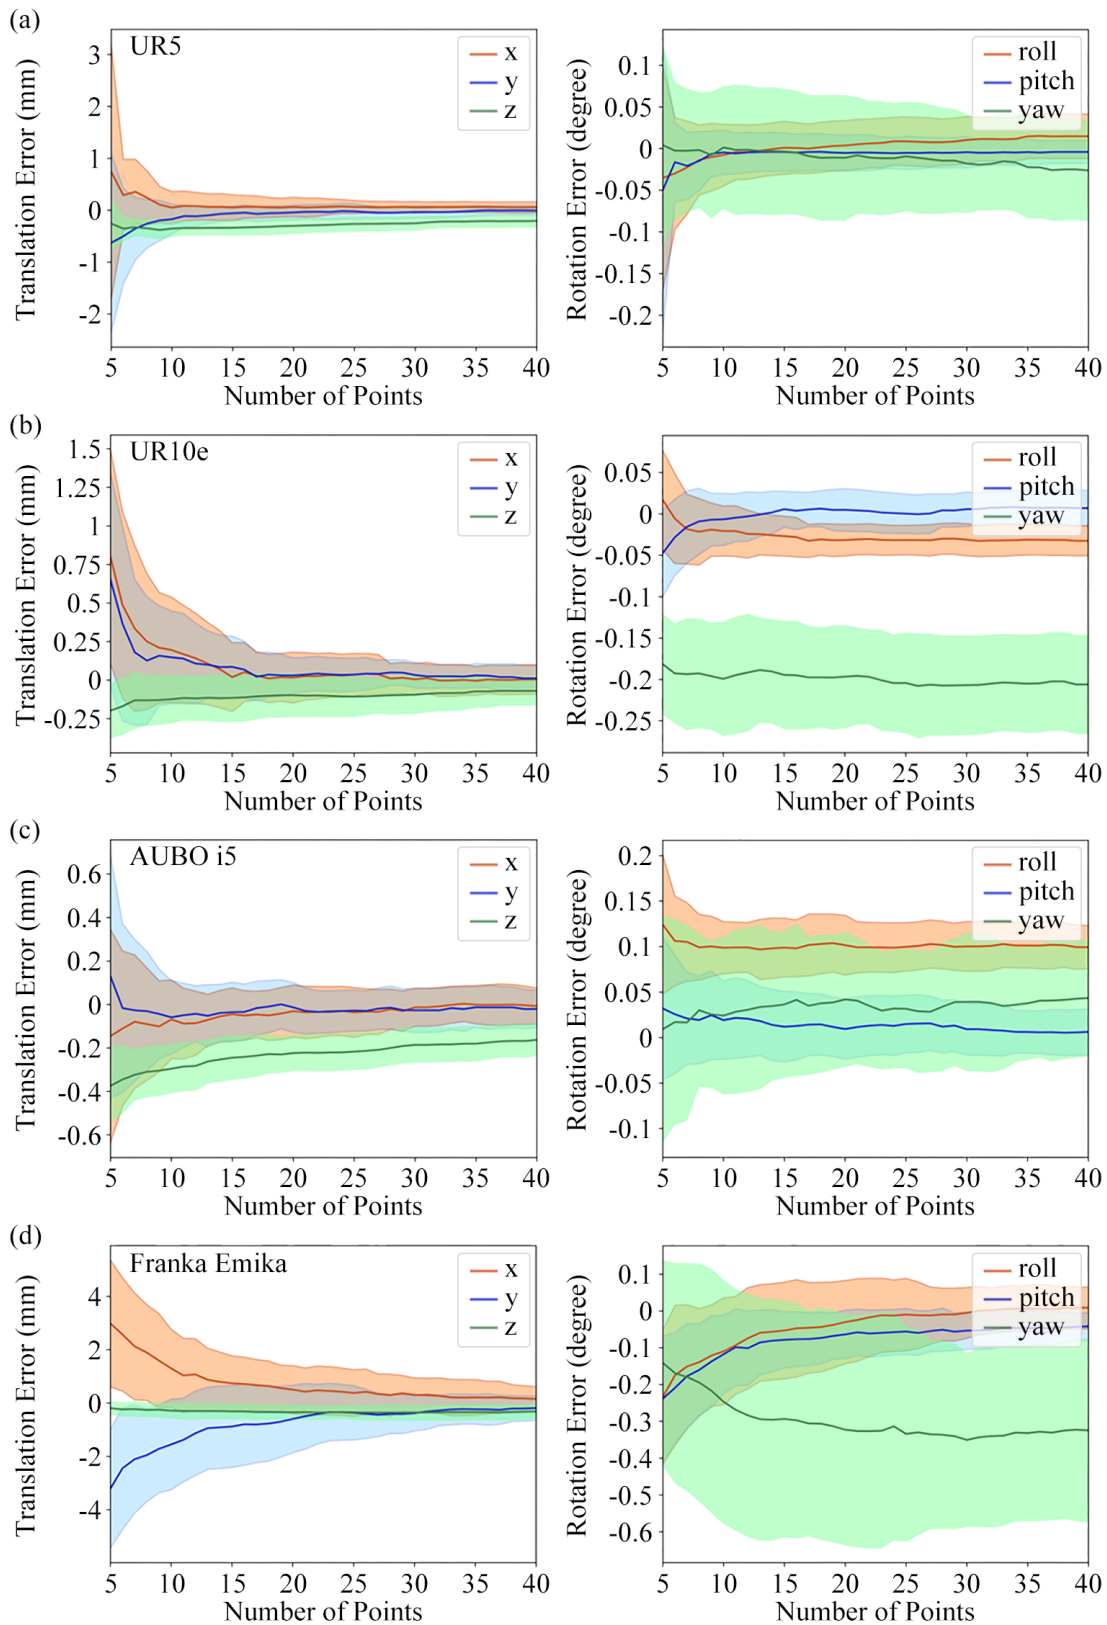 (a)
UR5
x
y
z
3
2
1
0
-1
-2
Translation Error (mm)
5 10 15 20 25 30 35 40
Number of Points
roll
pitch
yaw
0.1
0.05
0
-0.05
-0.1
-0.15
-0.2
Rotation Error (degree)
5 10 15 20 25 30 35 40
Number of Points
(b)
UR10e
x
y
z
1.5
1.25
1
0.75
0.5
0.25
0
-0.25
Translation Error (mm)
5 10 15 20 25 30 35 40
Number of Points
roll
pitch
yaw
0.05
0
-0.05
-0.1
-0.15
-0.2
-0.25
Rotation Error (degree)
5 10 15 20 25 30 35 40
Number of Points
(c)
AUBO i5
x
y
z
0.6
0.4
0.2
0
-0.2
-0.4
-0.6
Translation Error (mm)
5 10 15 20 25 30 35 40
Number of Points
roll
pitch
yaw
0.2
0.15
0.1
0.05
0
-0.05
-0.1
Rotation Error (degree)
5 10 15 20 25 30 35 40
Number of Points
(d)
Franka Emika
x
y
z
4
2
0
-2
-4
Translation Error (mm)
5 10 15 20 25 30 35 40
Number of Points
roll
pitch
yaw
0.1
0
-0.1
-0.2
-0.3
-0.4
-0.5
-0.6
Rotation Error (degree)
5 10 15 20 25 30 35 40
Number of Points